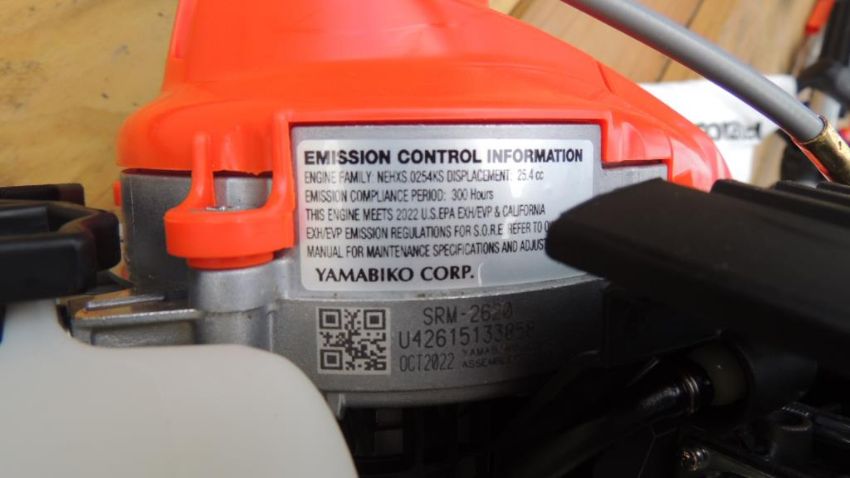 EMISSION CONTROL INFORMATION
ENGINE FAMILY: NEHXS.0254KS DISPLACEMENT: 25.4 cc
EMISSION COMPLIANCE PERIOD: 300 Hours
THIS ENGINE MEETS 2022 U.S.EPA EXH/EVP & CALIFORNIA
EXH/EVP EMISSION REGULATIONS FOR S.O.R.E. REFER TO
MANUAL FOR MAINTENANCE SPECIFICATIONS AND
YAMABIKO CORP.
SRM-2620
OCT2022